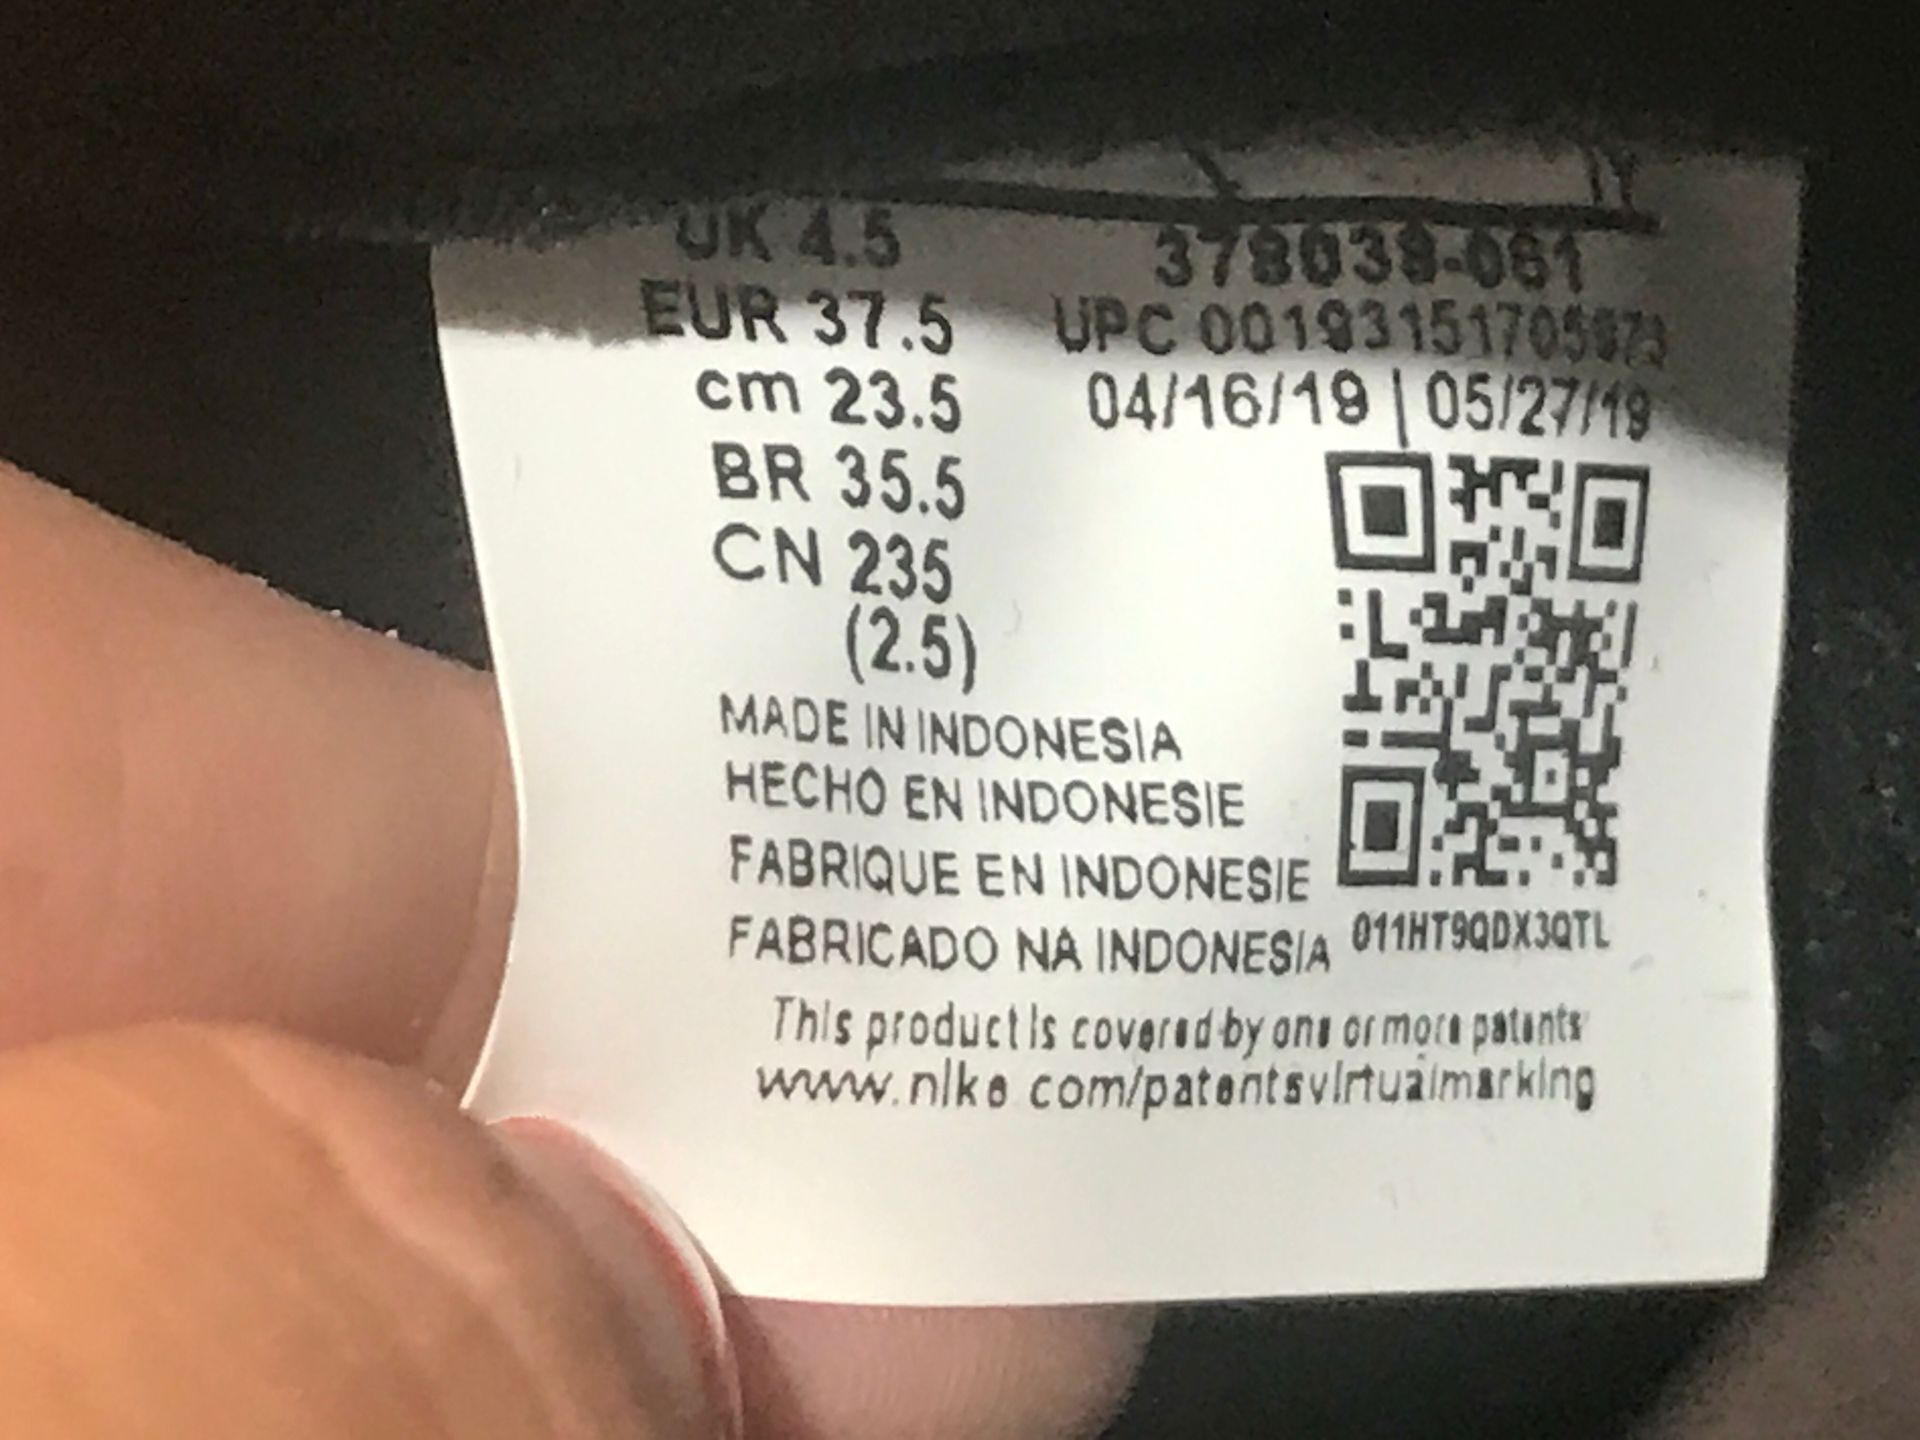 UK 4.5
EUR 37.5
cm 23.5
BR 35.5
CN 235
(2.5)
MADE IN INDONESIA
HECHO EN INDONESIE
FABRIQUE EN INDONESIE
FABRICADO NA INDONESIA
378038-061
UPC 00193151705973
04/16/19 | 05/27/19
011HT9QDX3QTL
This product is covered by one or more patents
www.nike.com/patentsvirtualmarking